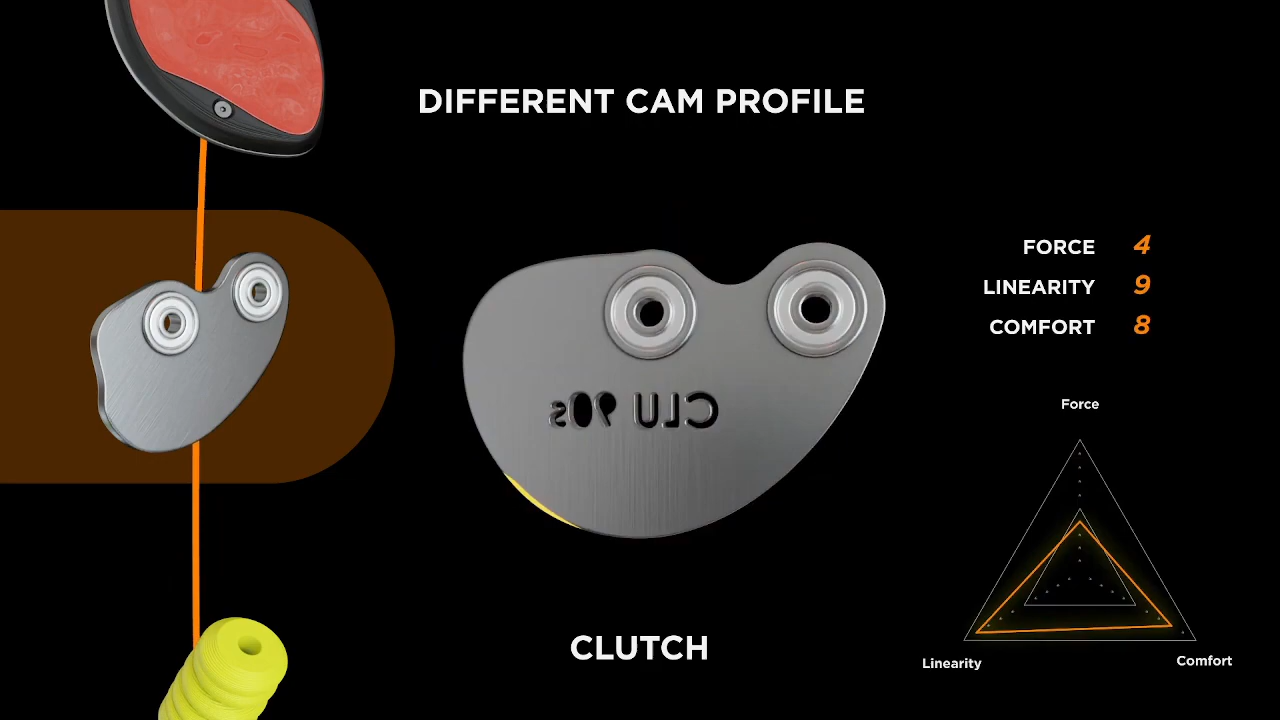 DIFFERENT CAM PROFILE
FORCE 4
LINEARITY 9
COMFORT 8
CLU 90s
Force
Linearity
Comfort
CLUTCH